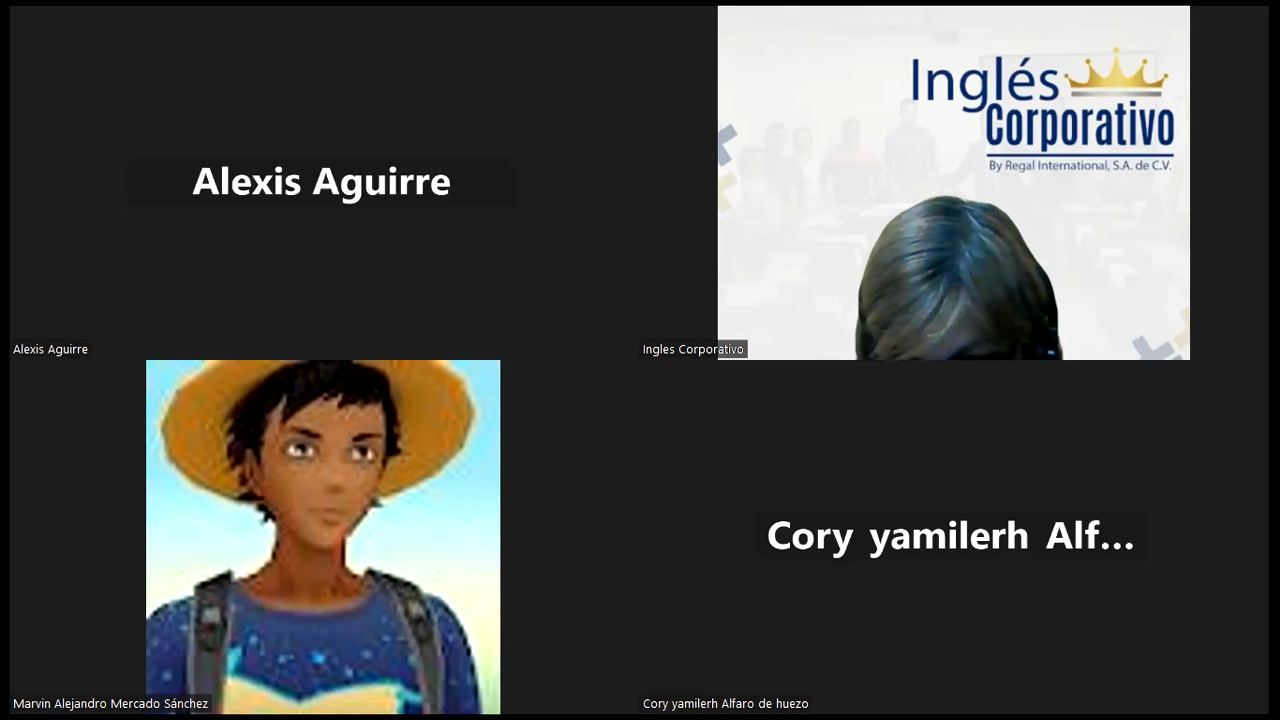 Alexis Aguirre
Alexis Aguirre
Inglés
Corporativo
By Regal International, S.A. de C.V.
Ingles Corporativo
Marvin Alejandro Mercado Sánchez
Cory yamilerh Alf...
Cory yamilerh Alfaro de huezo